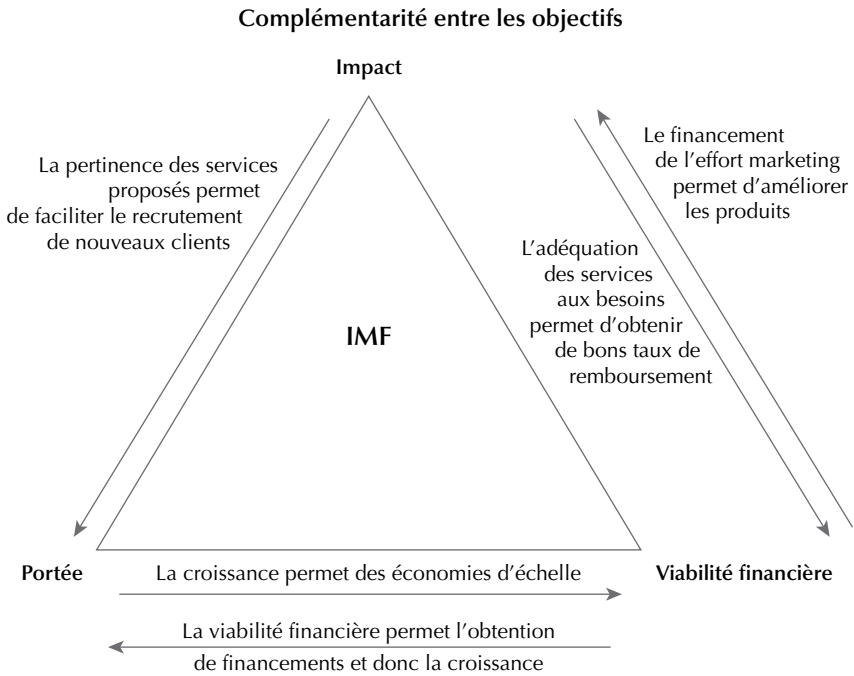 Complémentarité entre les objectifs
Impact
La pertinence des services
proposés permet
de faciliter le recrutement
de nouveaux clients
Le financement
de l’effort marketing
permet d’améliorer
les produits
L’adéquation
des services
aux besoins
permet d’obtenir
de bons taux de
remboursement
IMF
Portée
La croissance permet des économies d’échelle
Viabilité financière
La viabilité financière permet l’obtention
de financements et donc la croissance